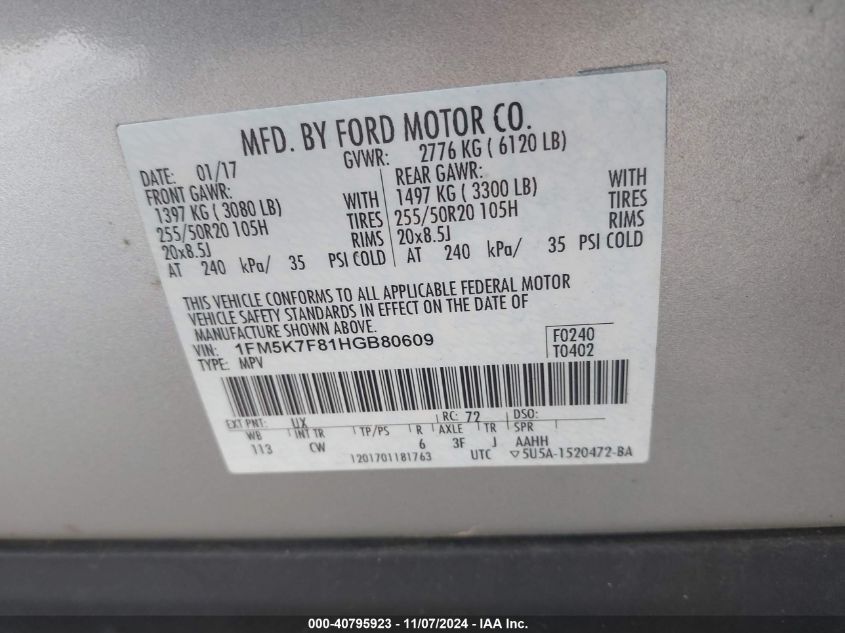 MFD. BY FORD MOTOR CO.
DATE: 01/17 GVWR: 2776 KG ( 6120 LB)
FRONT GAWR: REAR GAWR:
1397 KG ( 3080 LB) WITH 1497 KG ( 3300 LB) WITH
255/50R20 105H TIRES 255/50R20 105H TIRES
20x8.5J RIMS 20x8.5J RIMS
AT 240 kPa/ 35 PSI COLD AT 240 kPa/ 35 PSI COLD
THIS VEHICLE CONFORMS TO ALL APPLICABLE FEDERAL MOTOR
VEHICLE SAFETY STANDARDS IN EFFECT ON THE DATE OF
MANUFACTURE SHOWN ABOVE.
VIN: 1FM5K7F81HGB80609 F0240
TYPE: MPV T0402
EXT PNT: UX RC: 72 DSO:
WB INT TR TP/PS R AXLE TR SPR
113 CW 6 3F J AAHH
1201701181763 UTC ▽5U5A-1520472-BA
000-40795923 - 11/07/2024 - IAA Inc.